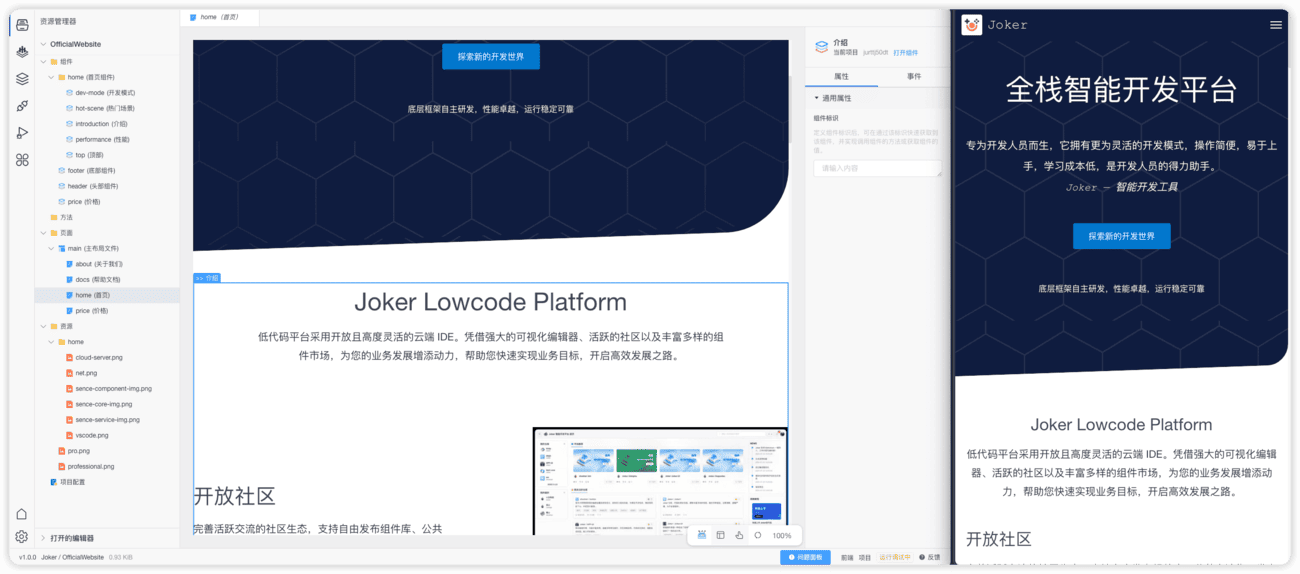 资源管理器
OfficialWebsite
组件
home (首页组件)
dev-mode (开发模式)
hot-scene (热门场景)
introduction (介绍)
performance (性能)
top (顶部)
footer (底部组件)
header (头部组件)
price (价格)
方法
页面
main (主布局文件)
about (关于我们)
docs (帮助文档)
home (首页)
price (价格)
资源
home
cloud-server.png
net.png
sence-component-img.png
sence-core-img.png
sence-service-img.png
vscode.png
pro.png
professional.png
项目配置
打开的编辑器
v1.0.0 Joker / OfficialWebsite 0.93 KiB
home (首页)
探索新的开发世界
底层框架自主研发，性能卓越，运行稳定可靠
>> 介绍
Joker Lowcode Platform
低代码平台采用开放且高度灵活的云端 IDE。凭借强大的可视化编辑器、活跃的社区以及丰富多样的组
件市场，为您的业务发展增添动力，帮助您快速实现业务目标，开启高效发展之路。
开放社区
完善活跃交流的社区生态，支持自由发布组件库、公共
100%
问题面板
前端 项目 运行调试中 反馈
介绍
当前项目 打开组件
属性 事件
通用属性
组件标识
请输入内容
Joker
全栈智能开发平台
专为开发人员而生，它拥有更为灵活的开发模式，操作简便，易于上
手，学习成本低，是开发人员的得力助手。
Joker — 智能开发工具
探索新的开发世界
底层框架自主研发，性能卓越，运行稳定可靠
Joker Lowcode Platform
低代码平台采用开放且高度灵活的云端 IDE。凭借强大的可视化编辑
器、活跃的社区以及丰富多样的组件市场，为您的业务发展增添动
力，帮助您快速实现业务目标，开启高效发展之路。
开放社区